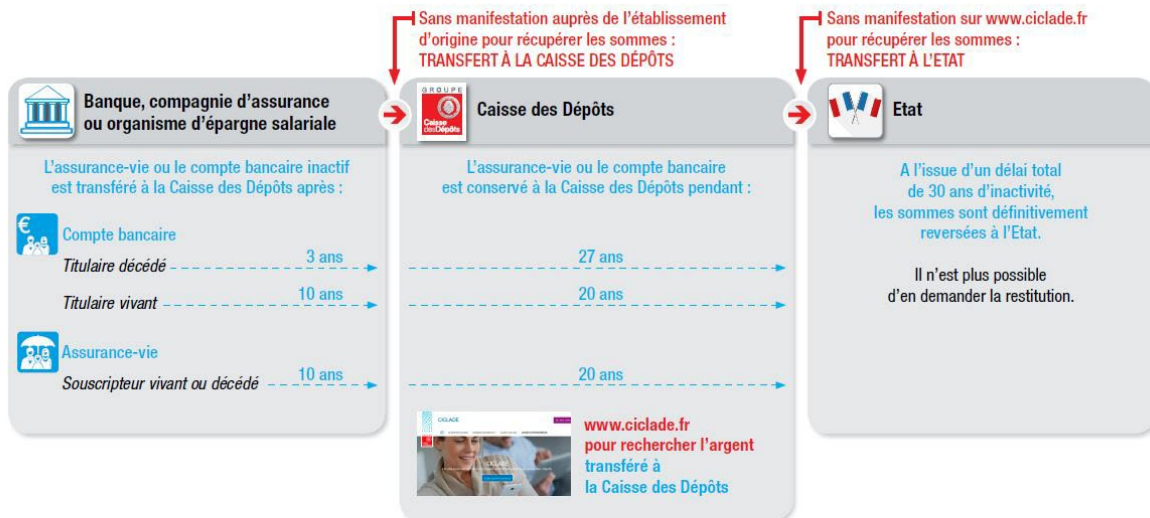 Sans manifestation auprès de l'établissement
d'origine pour récupérer les sommes :
TRANSFERT À LA CAISSE DES DÉPÔTS
Sans manifestation sur www.ciclade.fr
pour récupérer les sommes :
TRANSFERT À L'ETAT
Banque, compagnie d'assurance
ou organisme d'épargne salariale
L'assurance-vie ou le compte bancaire inactif
est transféré à la Caisse des Dépôts après :
€
Compte bancaire
Titulaire décédé 3 ans
Titulaire vivant 10 ans
Assurance-vie
Souscripteur vivant ou décédé 10 ans
GROUPE
Caisse
desDépôts
Caisse des Dépôts
L'assurance-vie ou le compte bancaire
est conservé à la Caisse des Dépôts pendant :
27 ans
20 ans
20 ans
CICLADE
www.ciclade.fr
pour rechercher l'argent
transféré à
la Caisse des Dépôts
Etat
A l'issue d'un délai total
de 30 ans d'inactivité,
les sommes sont définitivement
reversées à l'Etat.
Il n'est plus possible
d'en demander la restitution.